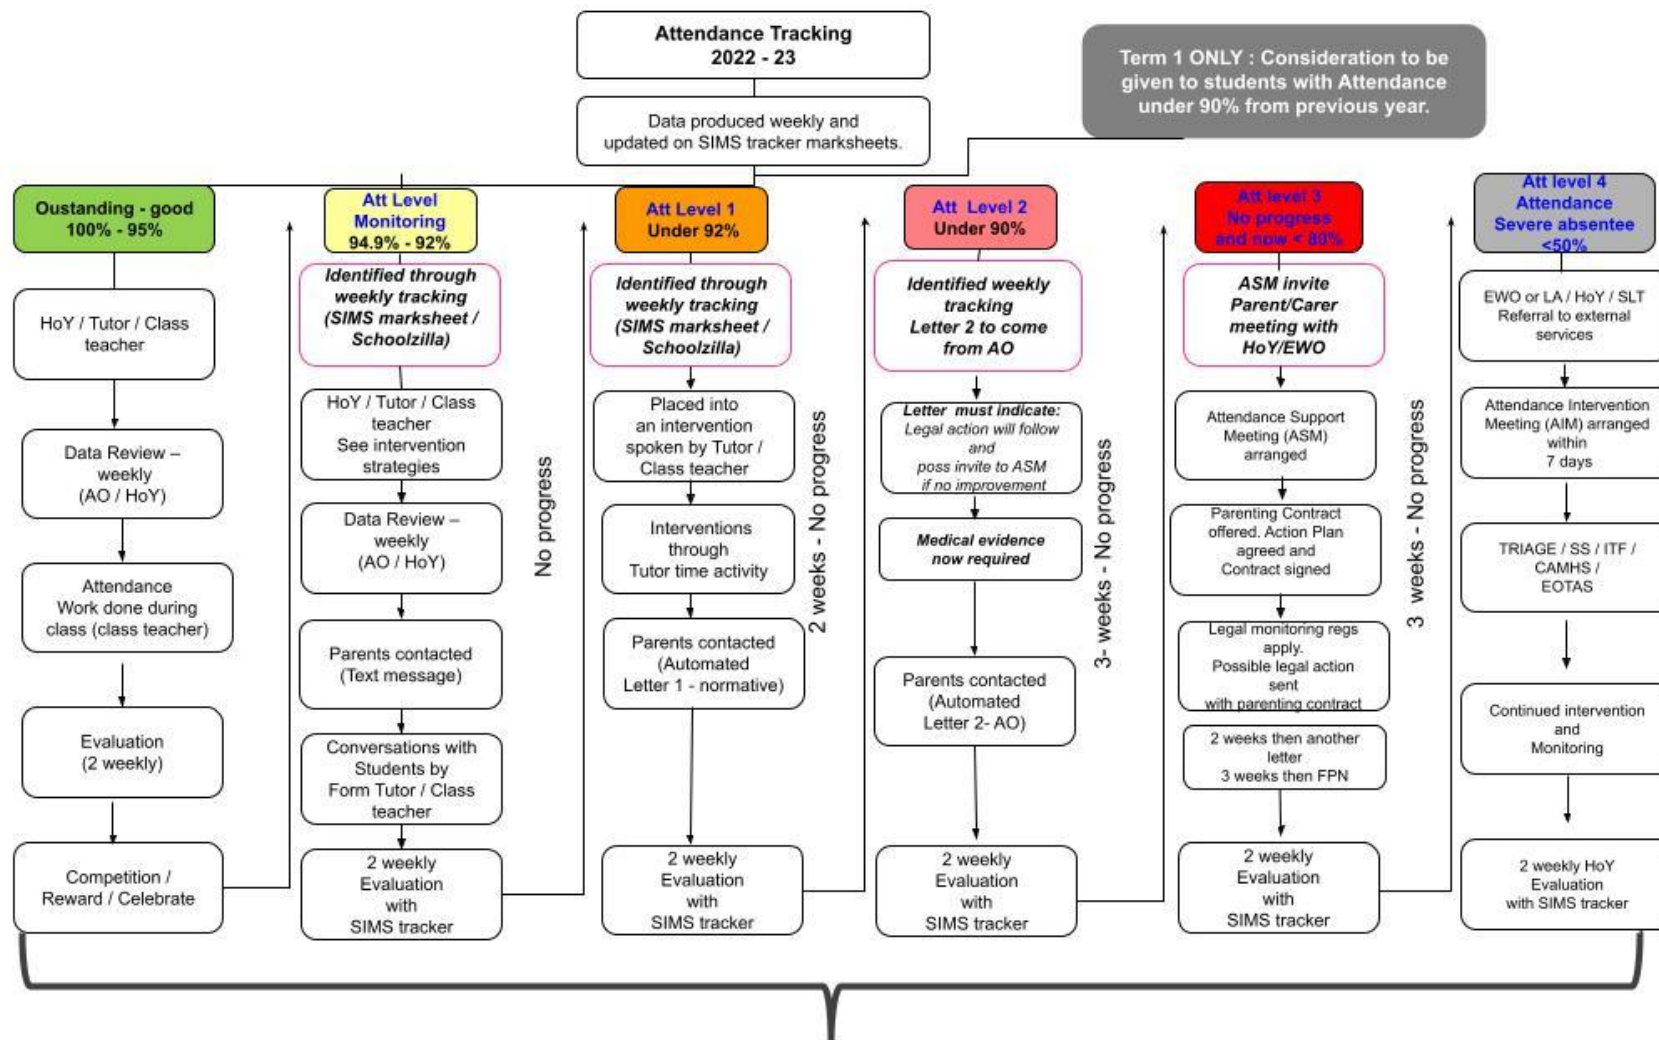 Attendance Tracking
2022 - 23
Term 1 ONLY : Consideration to be
given to students with Attendance
under 90% from previous year.
Data produced weekly and
updated on SIMS tracker marksheets.
Oustanding - good
100% - 95%
HoY / Tutor / Class
teacher
Data Review –
weekly
(AO / HoY)
Attendance
Work done during
class (class teacher)
Evaluation
(2 weekly)
Competition /
Reward / Celebrate
Att Level
Monitoring
94.9% - 92%
Identified through
weekly tracking
(SIMS marksheet /
Schoolzilla)
HoY / Tutor / Class
teacher
See intervention
strategies
Data Review –
weekly
(AO / HoY)
Parents contacted
(Text message)
Conversations with
Students by
Form Tutor / Class
teacher
2 weekly
Evaluation
with
SIMS tracker
No progress
Att Level 1
Under 92%
Identified through
weekly tracking
(SIMS marksheet /
Schoolzilla)
Placed into
an intervention
spoken by Tutor /
Class teacher
Interventions
through
Tutor time activity
Parents contacted
(Automated
Letter 1 - normative)
2 weekly
Evaluation
with
SIMS tracker
2 weeks - No progress
Att Level 2
Under 90%
Identified weekly
tracking
Letter 2 to come
from AO
Letter must indicate:
Legal action will follow
and
poss invite to ASM
if no improvement
Medical evidence
now required
Parents contacted
(Automated
Letter 2- AO)
2 weekly
Evaluation
with
SIMS tracker
3- weeks - No progress
Att level 3
No progress
and now < 80%
ASM invite
Parent/Carer
meeting with
HoY/EWO
Attendance Support
Meeting (ASM)
arranged
Parenting Contract
offered. Action Plan
agreed and
Contract signed
Legal monitoring regs
apply.
Possible legal action
sent
with parenting contract
2 weeks then another
letter
3 weeks then FPN
2 weekly
Evaluation
with
SIMS tracker
3 weeks - No progress
Att level 4
Attendance
Severe absentee
<50%
EWO or LA / HoY / SLT
Referral to external
services
Attendance Intervention
Meeting (AIM) arranged
within
7 days
TRIAGE / SS / ITF /
CAMHS /
EOTAS
Continued intervention
and
Monitoring
2 weekly HoY
Evaluation
with SIMS tracker